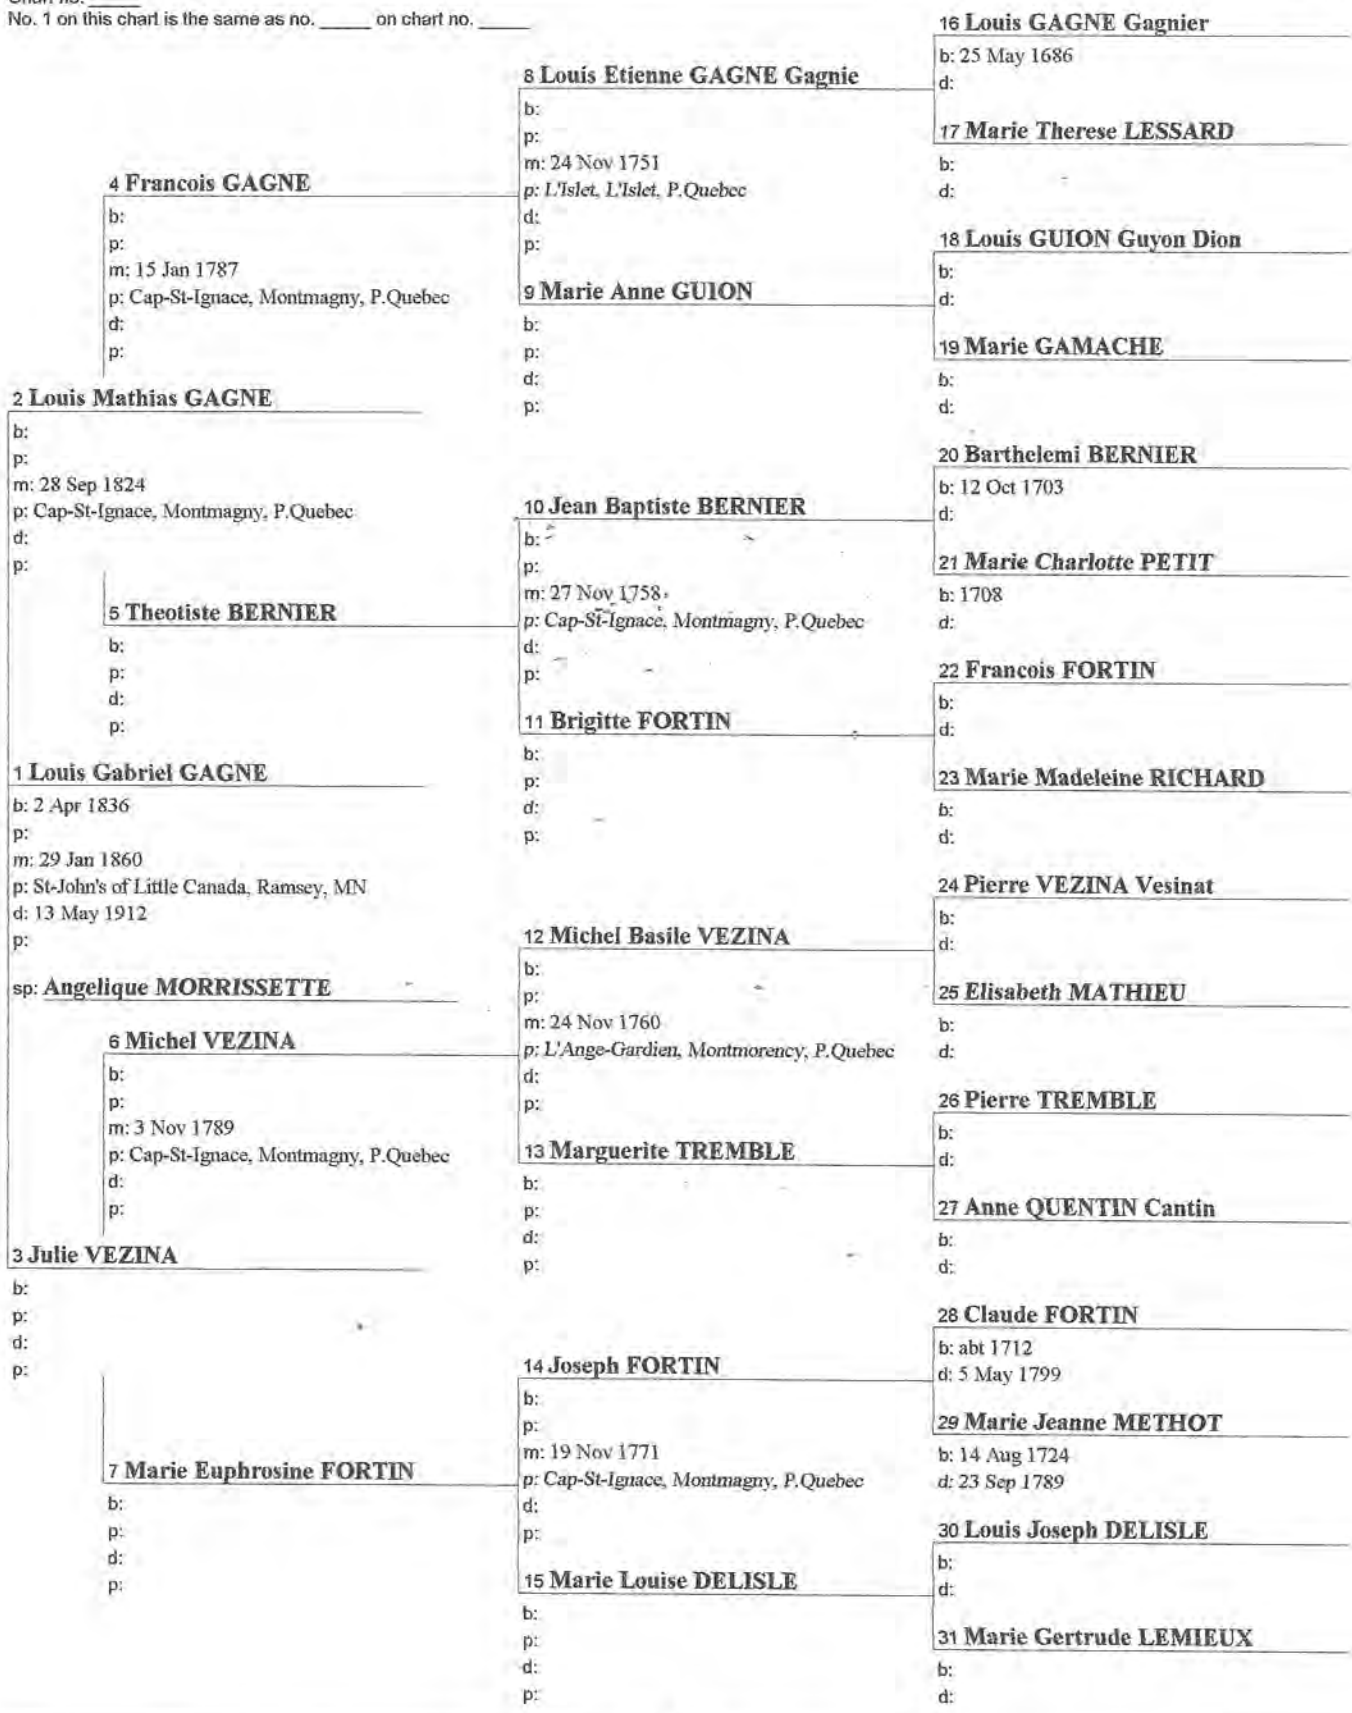 No. 1 on this chart is the same as no. _____ on chart no. _____
16 Louis GAGNE Gagnier
b: 25 May 1686
d:
8 Louis Etienne GAGNE Gagnie
b:
p:
m: 24 Nov 1751
p: L'Islet, L'Islet, P.Quebec
d:
p:
17 Marie Therese LESSARD
b:
d:
4 Francois GAGNE
b:
p:
m: 15 Jan 1787
p: Cap-St-Ignace, Montmagny, P.Quebec
d:
p:
18 Louis GUION Guyon Dion
b:
d:
9 Marie Anne GUION
b:
p:
d:
p:
19 Marie GAMACHE
b:
d:
2 Louis Mathias GAGNE
b:
p:
m: 28 Sep 1824
p: Cap-St-Ignace, Montmagny, P.Quebec
d:
p:
20 Barthelemi BERNIER
b: 12 Oct 1703
d:
10 Jean Baptiste BERNIER
b:
p:
m: 27 Nov 1758
p: Cap-St-Ignace, Montmagny, P.Quebec
d:
p:
21 Marie Charlotte PETIT
b: 1708
d:
5 Theotiste BERNIER
b:
p:
d:
p:
22 Francois FORTIN
b:
d:
11 Brigitte FORTIN
b:
p:
d:
p:
23 Marie Madeleine RICHARD
b:
d:
1 Louis Gabriel GAGNE
b: 2 Apr 1836
p:
m: 29 Jan 1860
p: St-John's of Little Canada, Ramsey, MN
d: 13 May 1912
p:
sp: Angelique MORRISSETTE
24 Pierre VEZINA Vesinat
b:
d:
12 Michel Basile VEZINA
b:
p:
m: 24 Nov 1760
p: L'Ange-Gardien, Montmorency, P.Quebec
d:
p:
25 Elisabeth MATHIEU
b:
d:
6 Michel VEZINA
b:
p:
m: 3 Nov 1789
p: Cap-St-Ignace, Montmagny, P.Quebec
d:
p:
26 Pierre TREMBLE
b:
d:
13 Marguerite TREMBLE
b:
p:
d:
p:
27 Anne QUENTIN Cantin
b:
d:
3 Julie VEZINA
b:
p:
d:
p:
28 Claude FORTIN
b: abt 1712
d: 5 May 1799
14 Joseph FORTIN
b:
p:
m: 19 Nov 1771
p: Cap-St-Ignace, Montmagny, P.Quebec
d:
p:
29 Marie Jeanne METHOT
b: 14 Aug 1724
d: 23 Sep 1789
7 Marie Euphrosine FORTIN
b:
p:
d:
p:
30 Louis Joseph DELISLE
b:
d:
15 Marie Louise DELISLE
b:
p:
d:
p:
31 Marie Gertrude LEMIEUX
b:
d: